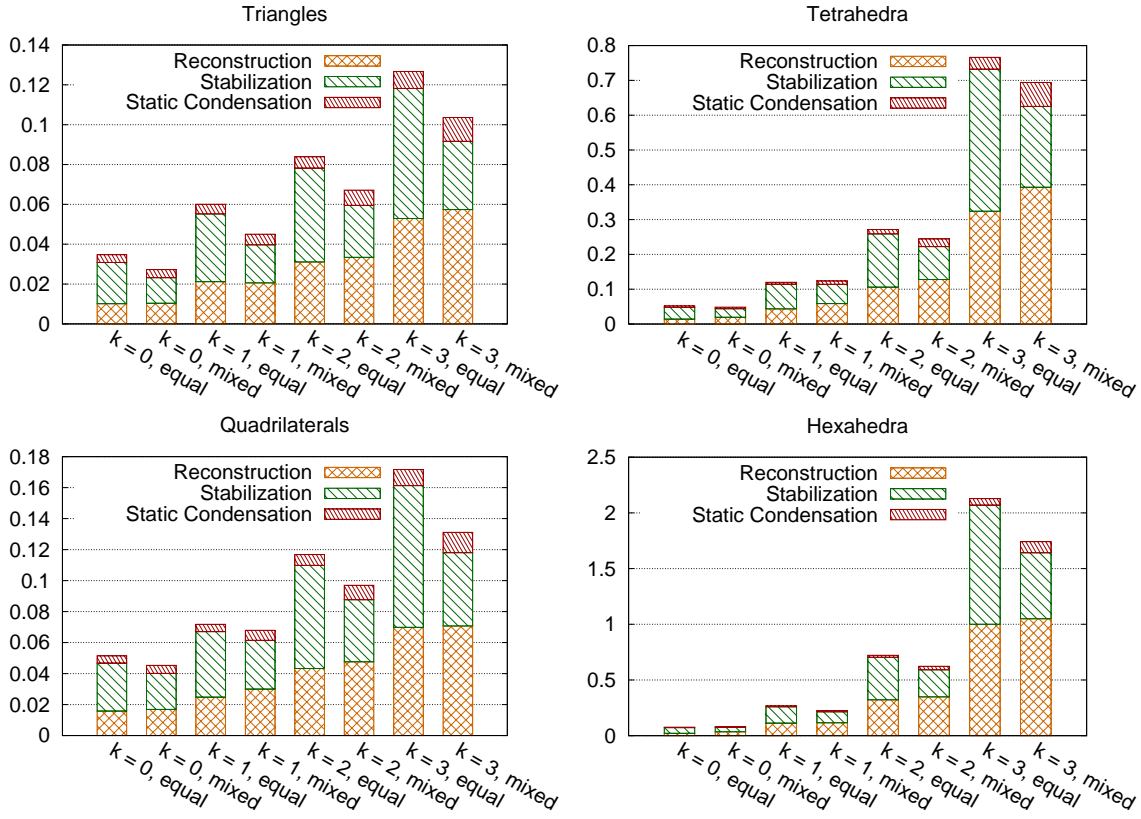 Triangles
0.14
0.12
0.1
0.08
0.06
0.04
0.02
0
Reconstruction
Stabilization
Static Condensation
k = 0, equal
k = 0, mixed
k = 1, equal
k = 1, mixed
k = 2, equal
k = 2, mixed
k = 3, equal
k = 3, mixed
Tetrahedra
0.8
0.7
0.6
0.5
0.4
0.3
0.2
0.1
0
Reconstruction
Stabilization
Static Condensation
k = 0, equal
k = 0, mixed
k = 1, equal
k = 1, mixed
k = 2, equal
k = 2, mixed
k = 3, equal
k = 3, mixed
Quadrilaterals
0.18
0.16
0.14
0.12
0.1
0.08
0.06
0.04
0.02
0
Reconstruction
Stabilization
Static Condensation
k = 0, equal
k = 0, mixed
k = 1, equal
k = 1, mixed
k = 2, equal
k = 2, mixed
k = 3, equal
k = 3, mixed
Hexahedra
2.5
2
1.5
1
0.5
0
Reconstruction
Stabilization
Static Condensation
k = 0, equal
k = 0, mixed
k = 1, equal
k = 1, mixed
k = 2, equal
k = 2, mixed
k = 3, equal
k = 3, mixed